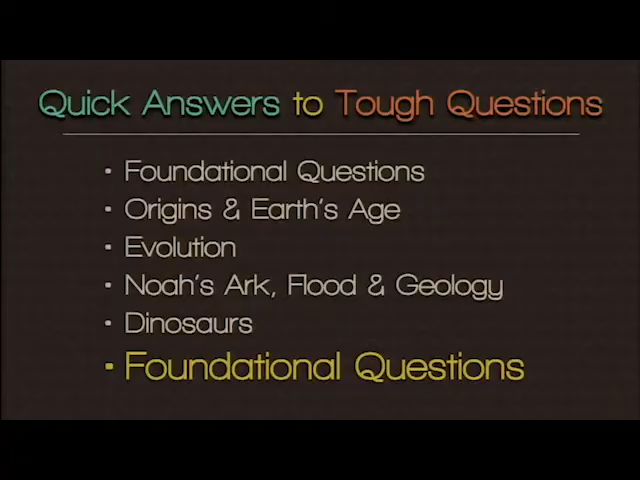 Quick Answers to Tough Questions
• Foundational Questions
• Origins & Earth's Age
• Evolution
• Noah's Ark, Flood & Geology
• Dinosaurs
• Foundational Questions